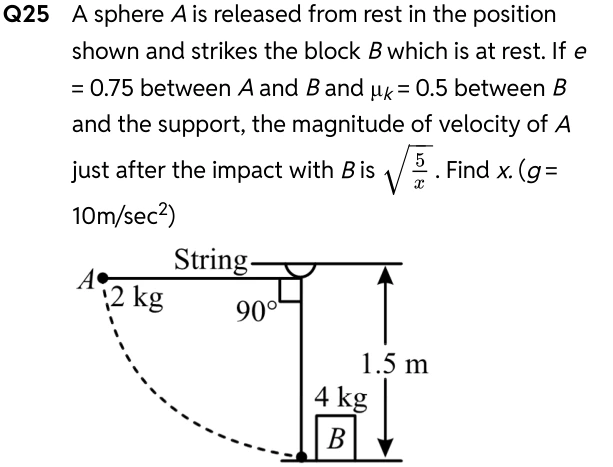 Q25 A sphere A is released from rest in the position
shown and strikes the block B which is at rest. If e
= 0.75 between A and B and μk = 0.5 between B
and the support, the magnitude of velocity of A
just after the impact with B is √(5/x). Find x. (g =
10m/sec²)
String
A
2 kg
90°
1.5 m
4 kg
B